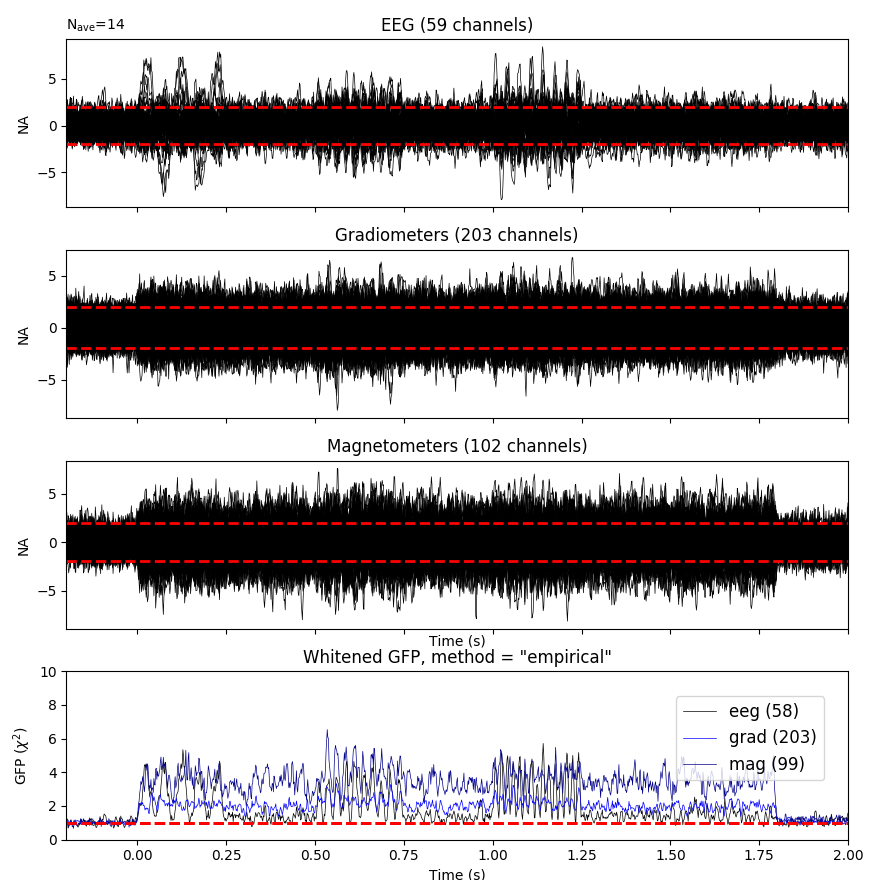 N_ave=14
EEG (59 channels)
5
0
−5
NA
Gradiometers (203 channels)
5
0
−5
NA
Magnetometers (102 channels)
5
0
−5
NA
Time (s)
Whitened GFP, method = "empirical"
10
8
6
4
2
0
GFP (χ²)
eeg (58)
grad (203)
mag (99)
0.00 0.25 0.50 0.75 1.00 1.25 1.50 1.75 2.00
Time (s)